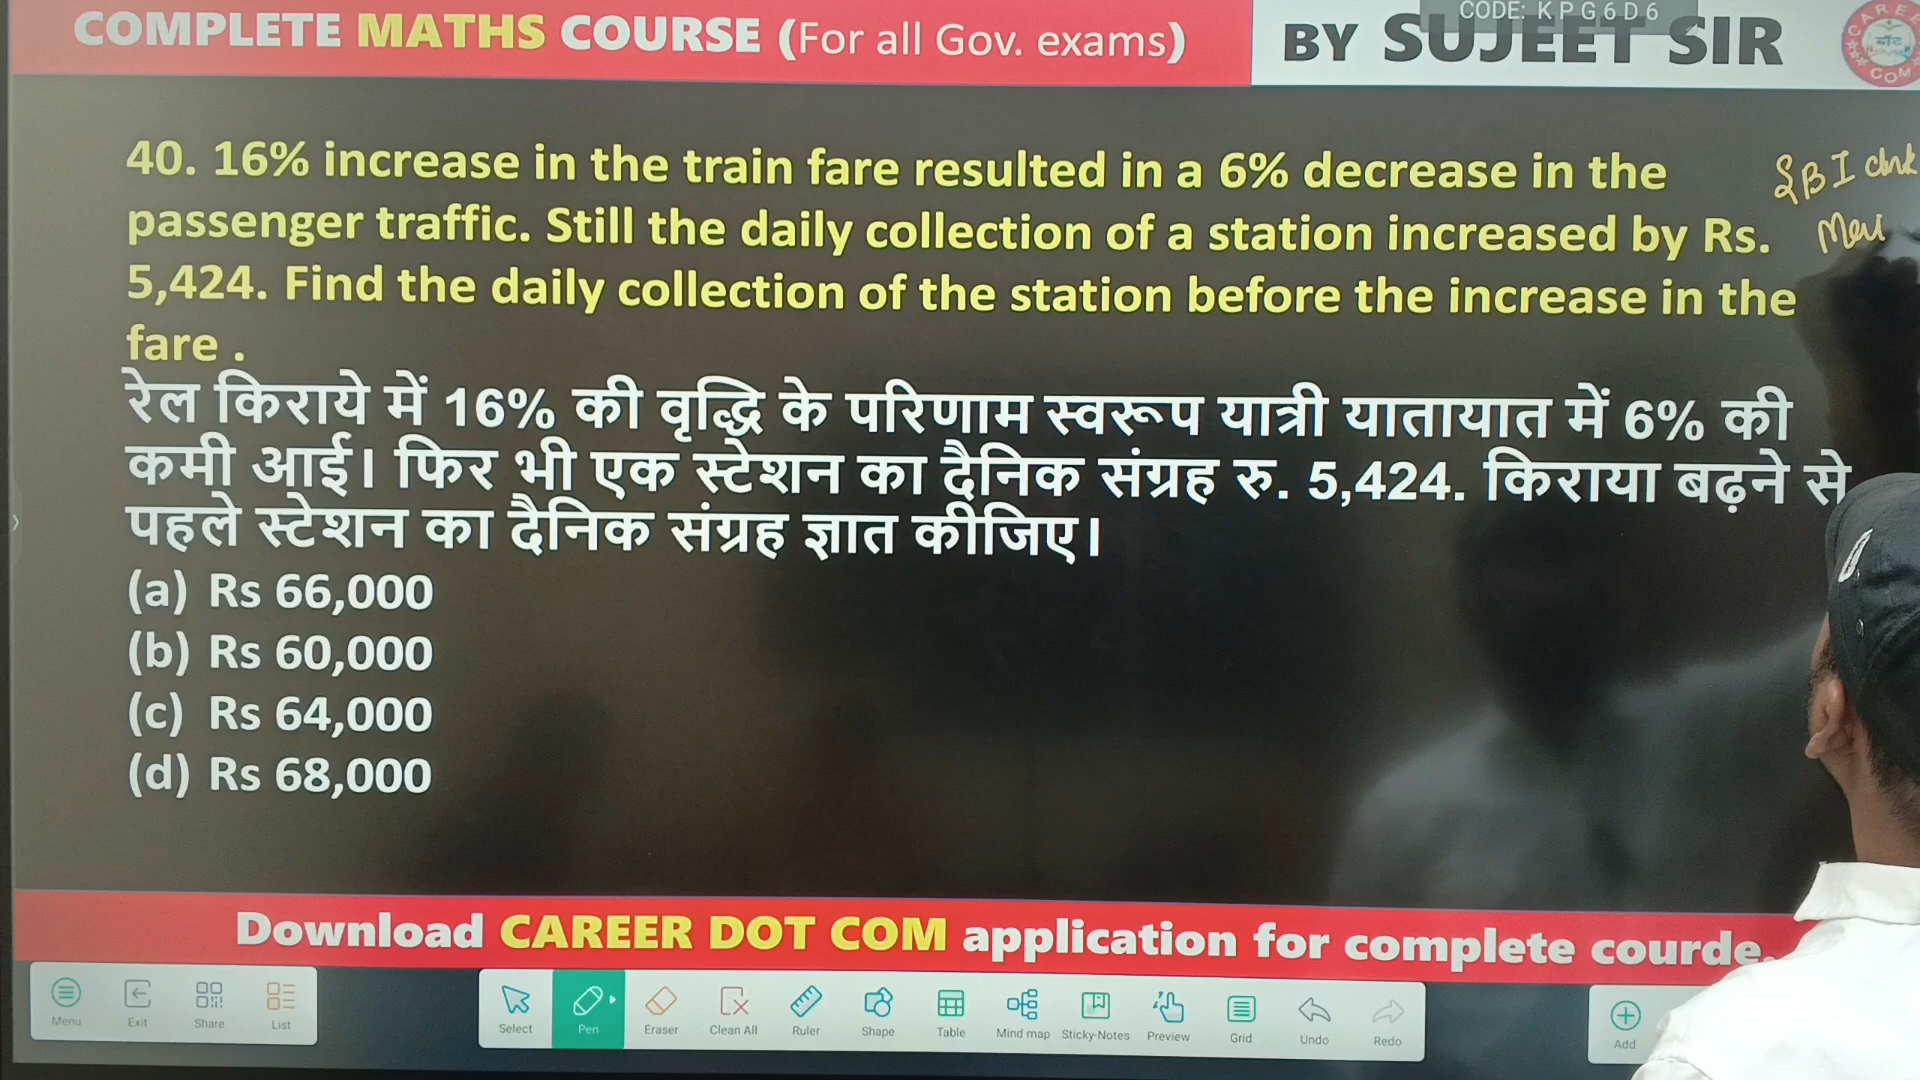 COMPLETE MATHS COURSE (For all Gov. exams)
BY SUJEET SIR
CODE: K P G 6 D 6
CAREER
डॉट
COM
40. 16% increase in the train fare resulted in a 6% decrease in the
passenger traffic. Still the daily collection of a station increased by Rs.
5,424. Find the daily collection of the station before the increase in the
fare .
SBI
रेल किराये में 16% की वृद्धि के परिणाम स्वरूप यात्री यातायात में 6% की
कमी आई। फिर भी एक स्टेशन का दैनिक संग्रह रु. 5,424. किराया बढ़ने से
पहले स्टेशन का दैनिक संग्रह ज्ञात कीजिए।
(a) Rs 66,000
(b) Rs 60,000
(c) Rs 64,000
(d) Rs 68,000
Download CAREER DOT COM application for complete courde.
Menu Exit Share List Select Pen Eraser Clean All Ruler Shape Table Mind map Sticky-Notes Preview Grid Undo Redo Add